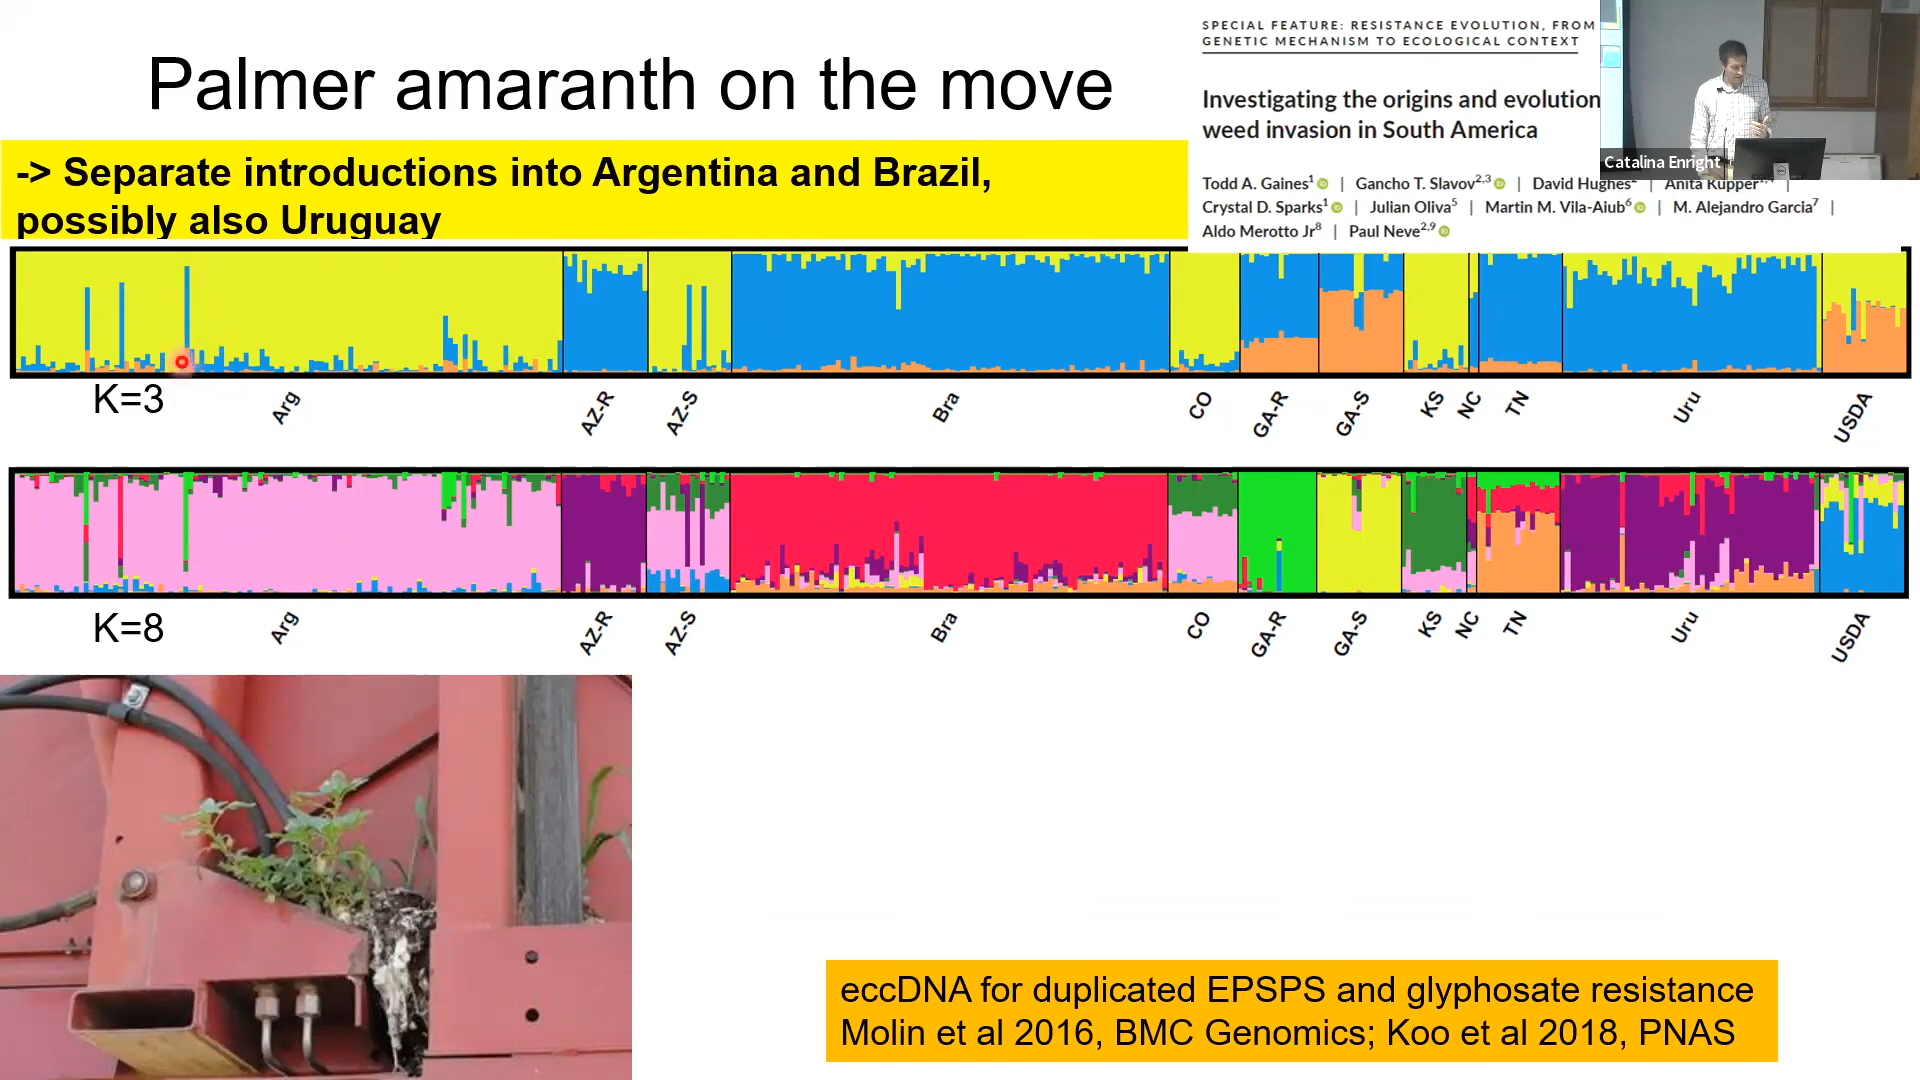 Palmer amaranth on the move
SPECIAL FEATURE: RESISTANCE EVOLUTION, FROM
GENETIC MECHANISM TO ECOLOGICAL CONTEXT
Investigating the origins and evolution
weed invasion in South America
Catalina Enright
Todd A. Gaines¹ | Gancho T. Slavov²,³ | David Hughes | Anita Küpper |
Crystal D. Sparks¹ | Julian Oliva⁵ | Martin M. Vila-Aiub⁶ | M. Alejandro Garcia⁷ |
Aldo Merotto Jr⁸ | Paul Neve²,⁹
-> Separate introductions into Argentina and Brazil,
possibly also Uruguay
K=3
Arg AZ-R AZ-S Bra CO GA-R GA-S KS NC TN Uru USDA
K=8
Arg AZ-R AZ-S Bra CO GA-R GA-S KS NC TN Uru USDA
eccDNA for duplicated EPSPS and glyphosate resistance
Molin et al 2016, BMC Genomics; Koo et al 2018, PNAS